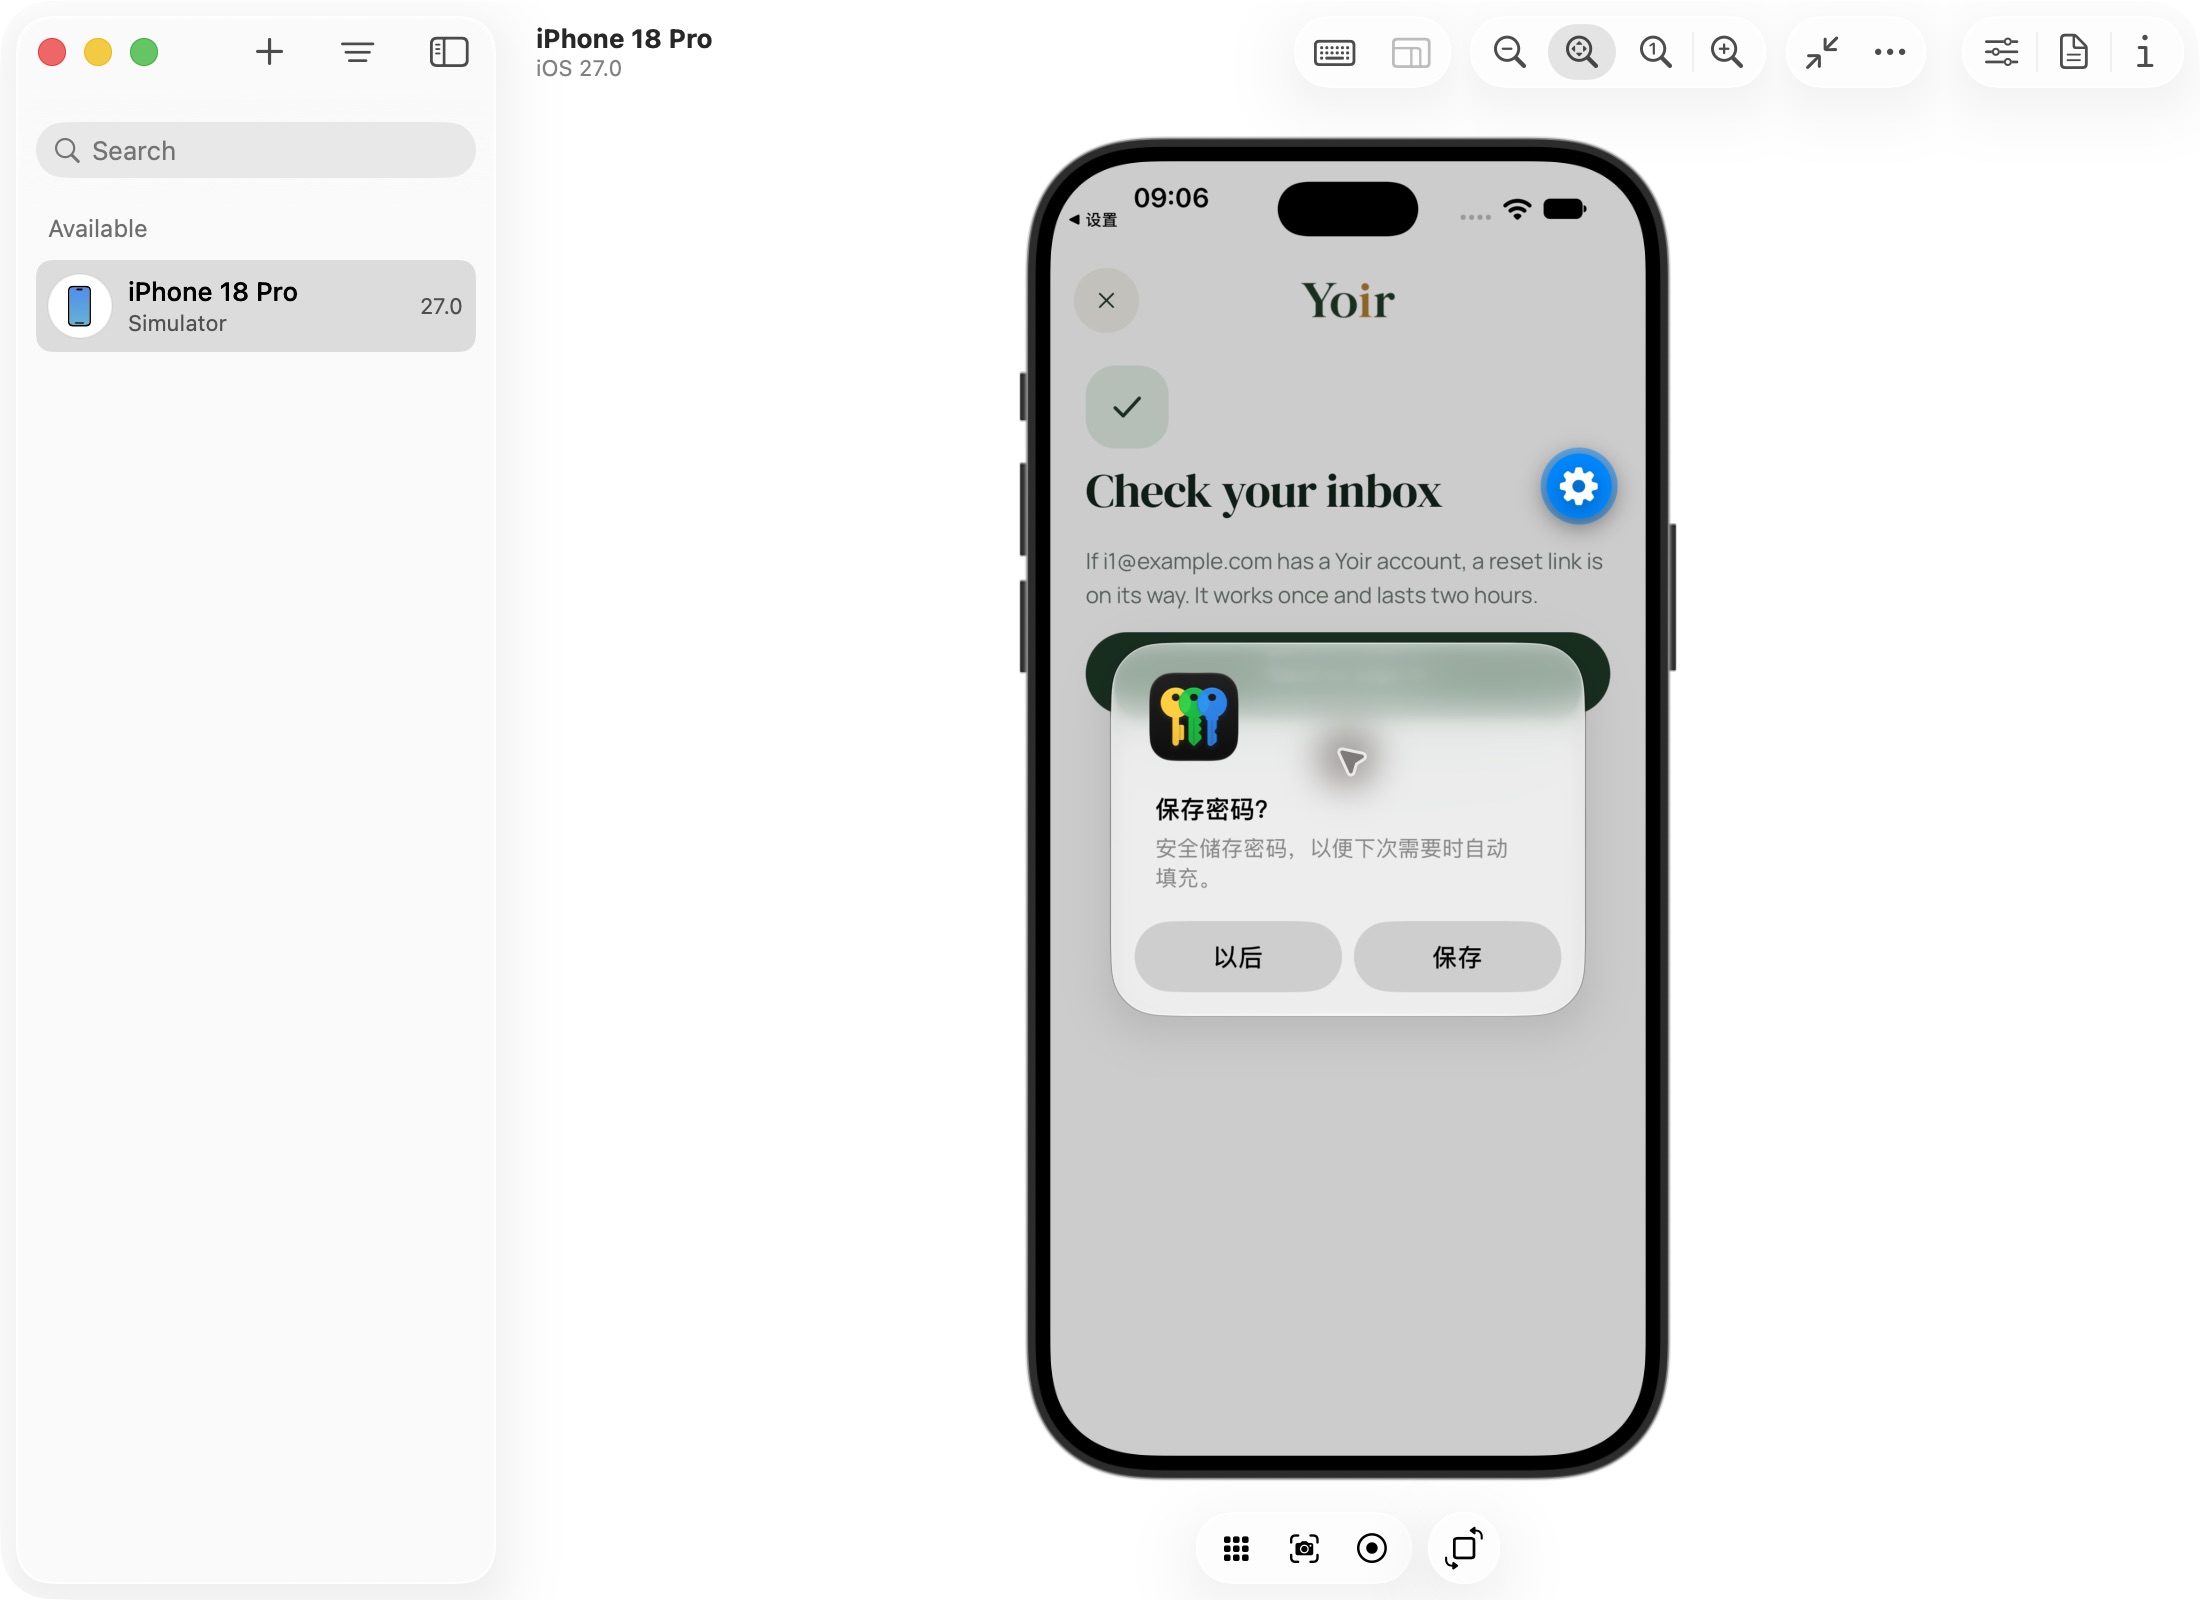 iPhone 18 Pro
iOS 27.0
Search
Available
iPhone 18 Pro
Simulator
27.0
09:06
◀ 设置
Yoir
Check your inbox
If i1@example.com has a Yoir account, a reset link is
on its way. It works once and lasts two hours.
保存密码?
安全储存密码，以便下次需要时自动
填充。
以后
保存